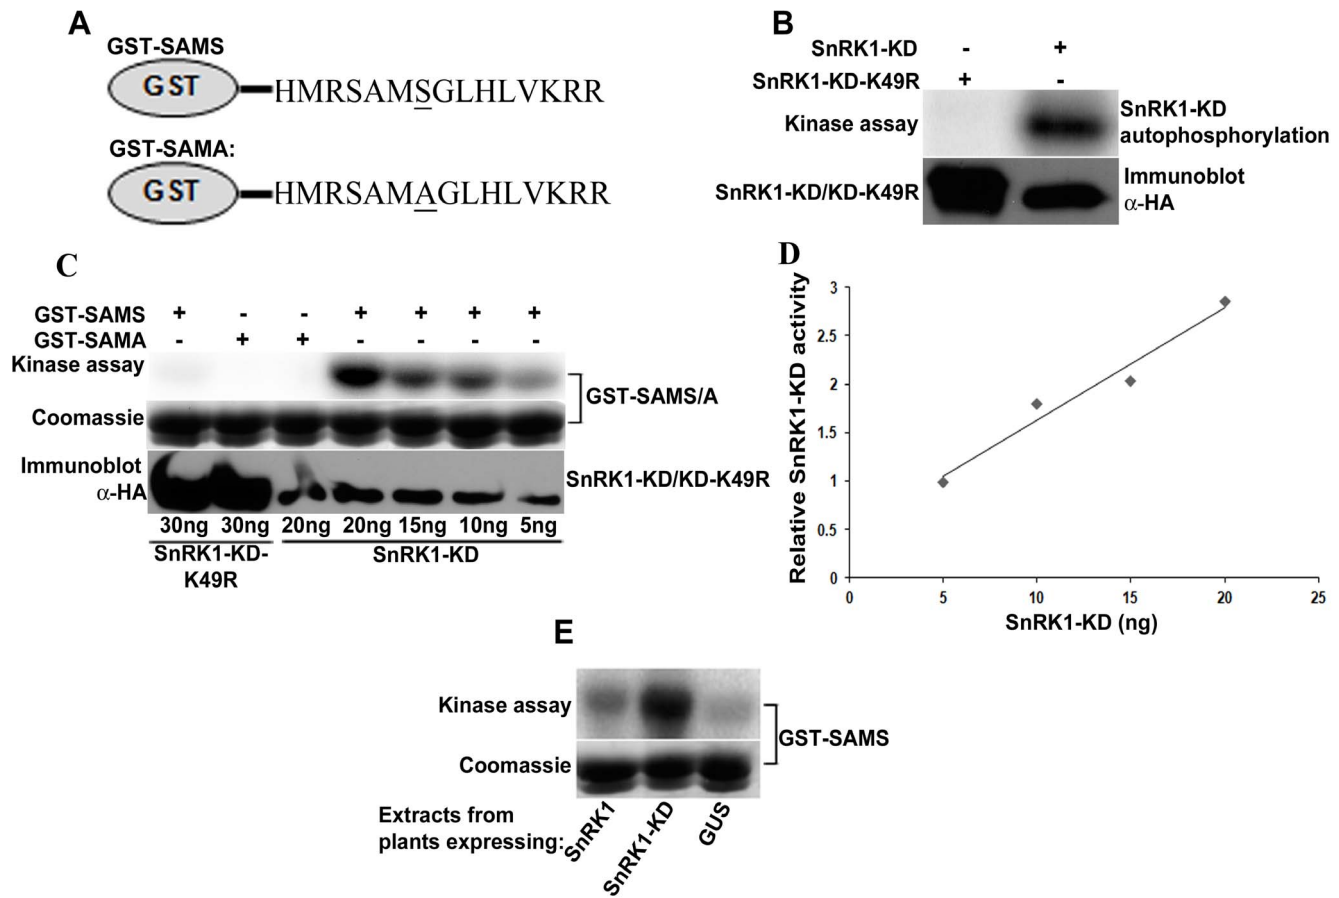 A
GST-SAMS
GST
HMRSAMSGLHLVKRR
GST-SAMA:
GST
HMRSAMAGLHLVKRR
B
SnRK1-KD - +
SnRK1-KD-K49R + -
Kinase assay
SnRK1-KD
autophosphorylation
SnRK1-KD/KD-K49R
Immunoblot
α-HA
C
GST-SAMS + - - + + + +
GST-SAMA - + + - - - -
Kinase assay
Coomassie
GST-SAMS/A
Immunoblot
α-HA
SnRK1-KD/KD-K49R
30ng 30ng 20ng 20ng 15ng 10ng 5ng
SnRK1-KD-
K49R
SnRK1-KD
D
Relative SnRK1-KD activity
3
2.5
2
1.5
1
0.5
0
0 5 10 15 20 25
SnRK1-KD (ng)
E
Kinase assay
Coomassie
GST-SAMS
Extracts from
plants expressing:
SnRK1
SnRK1-KD
GUS